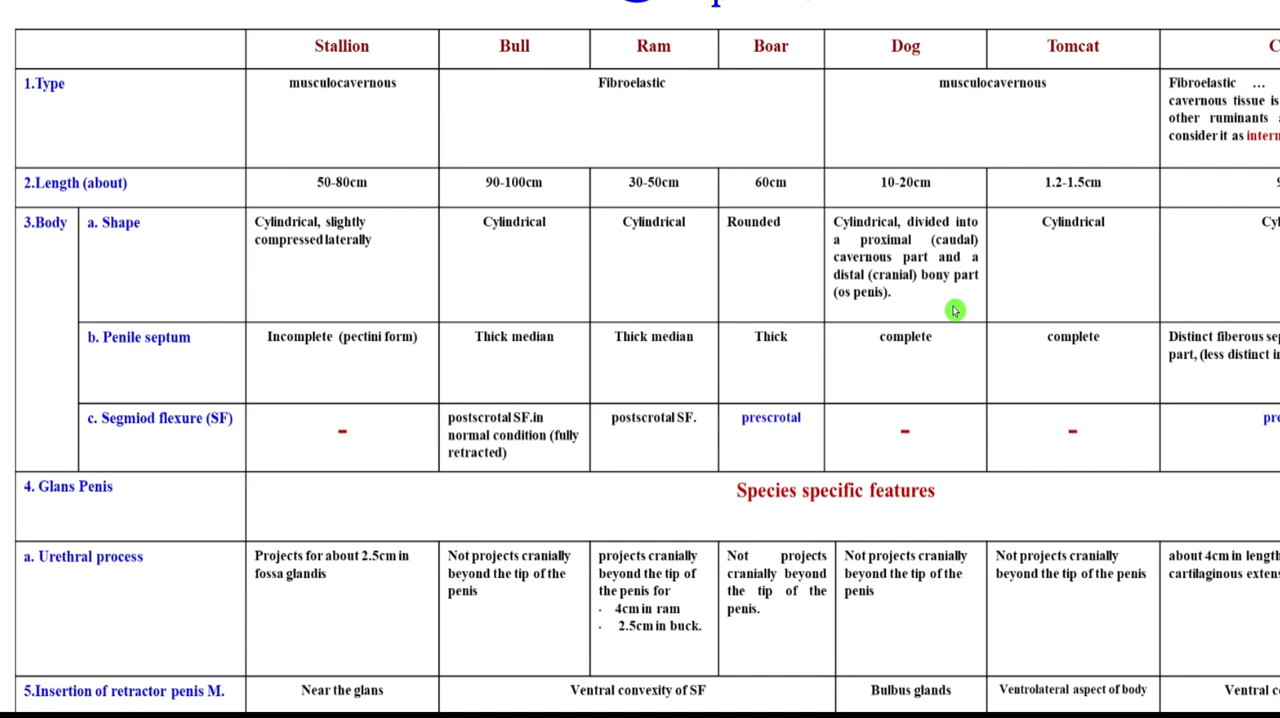 Stallion Bull Ram Boar Dog Tomcat
1.Type musculocavernous Fibroelastic musculocavernous Fibroelastic ...
cavernous tissue is
other ruminants
consider it as
2.Length (about) 50-80cm 90-100cm 30-50cm 60cm 10-20cm 1.2-1.5cm
3.Body a. Shape Cylindrical, slightly Cylindrical Cylindrical Rounded Cylindrical, divided into Cylindrical
compressed laterally a proximal (caudal)
cavernous part and a
distal (cranial) bony part
(os penis).
b. Penile septum Incomplete (pectini form) Thick median Thick median Thick complete complete Distinct fiberous
part, (less distinct
c. Segmiod flexure (SF) - postscrotal SF.in postscrotal SF. prescrotal - -
normal condition (fully
retracted)
4. Glans Penis Species specific features
a. Urethral process Projects for about 2.5cm in Not projects cranially projects cranially Not projects Not projects cranially Not projects cranially about 4cm in length
fossa glandis beyond the tip of the beyond the tip of cranially beyond beyond the tip of the beyond the tip of the penis cartilaginous
penis the penis for the tip of the penis
· 4cm in ram penis.
· 2.5cm in buck.
5.Insertion of retractor penis M. Near the glans Ventral convexity of SF Bulbus glands Ventrolateral aspect of body Ventral